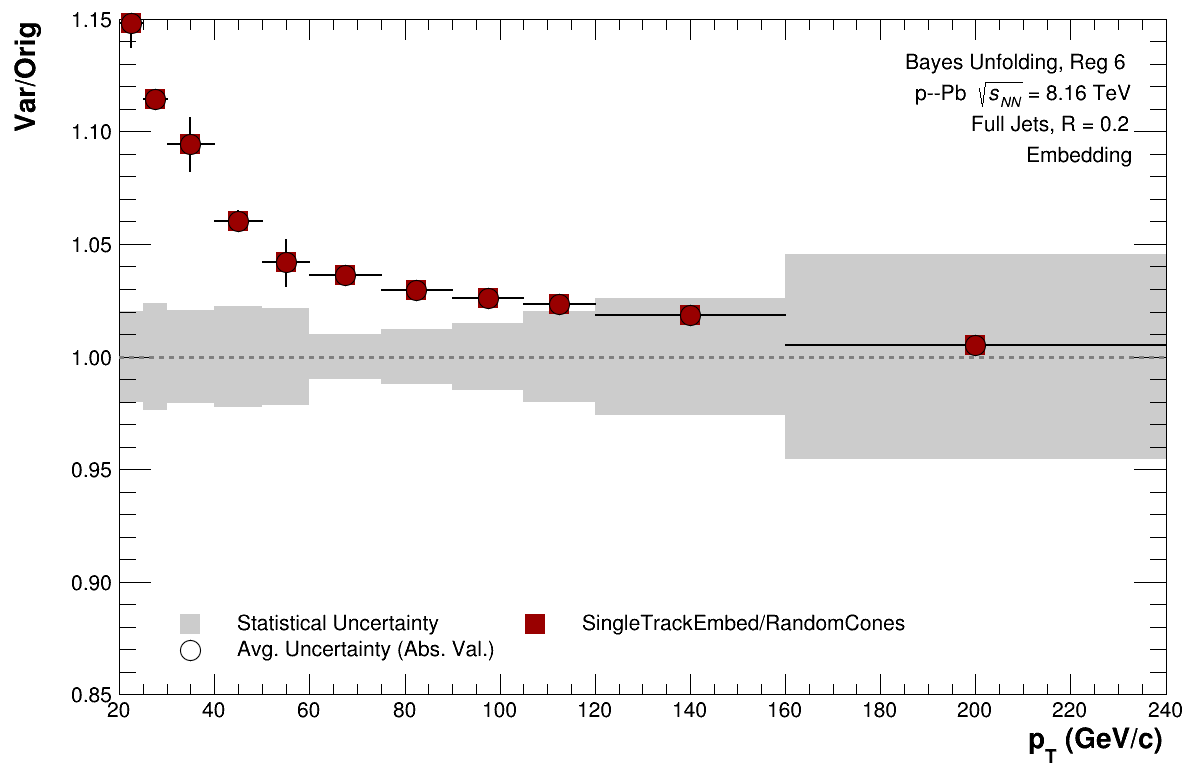 Var/Orig
1.15
1.10
1.05
1.00
0.95
0.90
0.85
Bayes Unfolding, Reg 6
p--Pb √s_NN = 8.16 TeV
Full Jets, R = 0.2
Embedding
Statistical Uncertainty
SingleTrackEmbed/RandomCones
Avg. Uncertainty (Abs. Val.)
20 40 60 80 100 120 140 160 180 200 220 240
p_T (GeV/c)